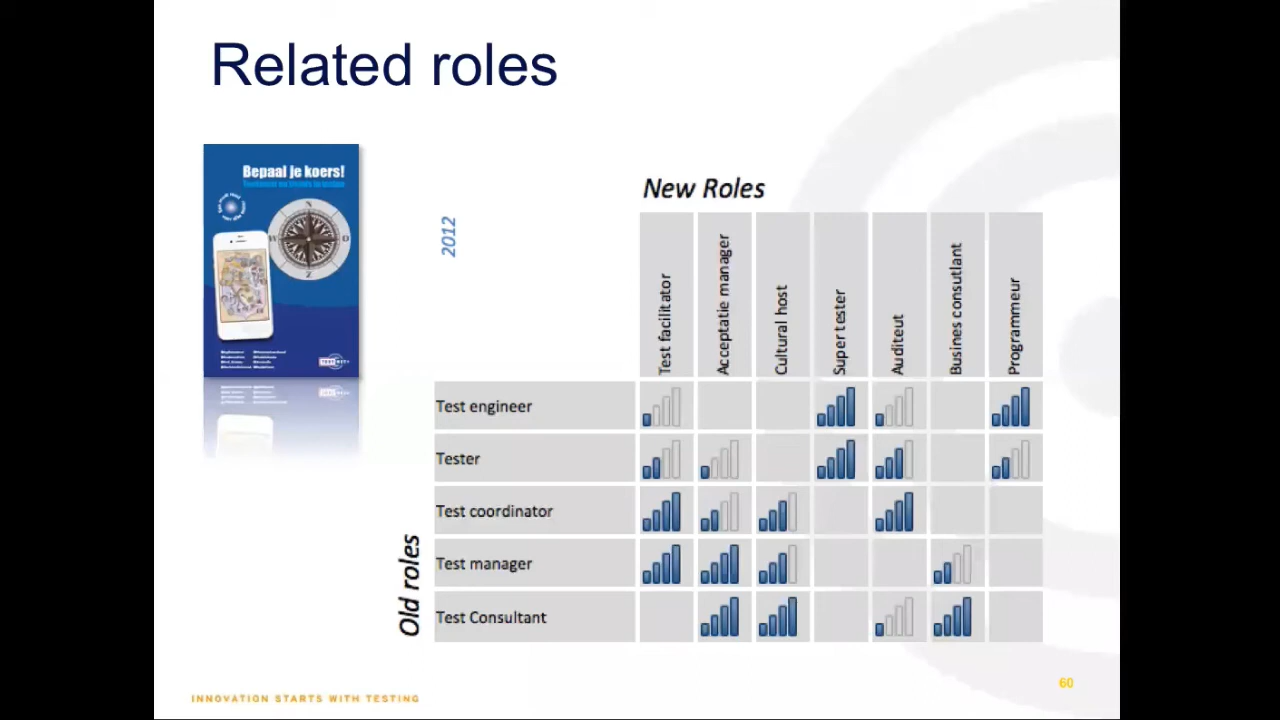 Related roles
Bepaal je koers!
New Roles
2012
Test facilitator
Acceptatie manager
Cultural host
Super tester
Auditeut
Busines consutlant
Programmeur
Old roles
Test engineer
Tester
Test coordinator
Test manager
Test Consultant
INNOVATION STARTS WITH TESTING
60